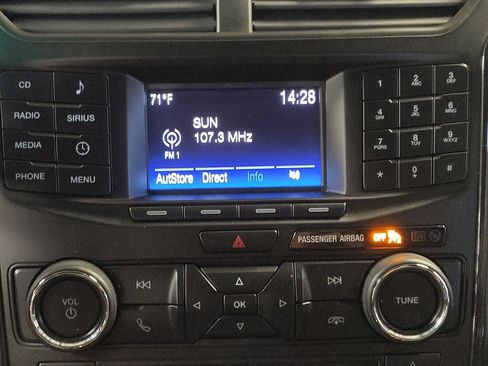 CD
RADIO SIRIUS
MEDIA
PHONE MENU
71°F 14:28
SUN
107.3 MHz
FM 1
AutStore Direct Info
1 2 ABC 3 DEF
4 GHI 5 JKL 6 MNO
7 PQRS 8 TUV 9 WXYZ
* 0 + #
PASSENGER AIRBAG OFF ON
VOL OK TUNE